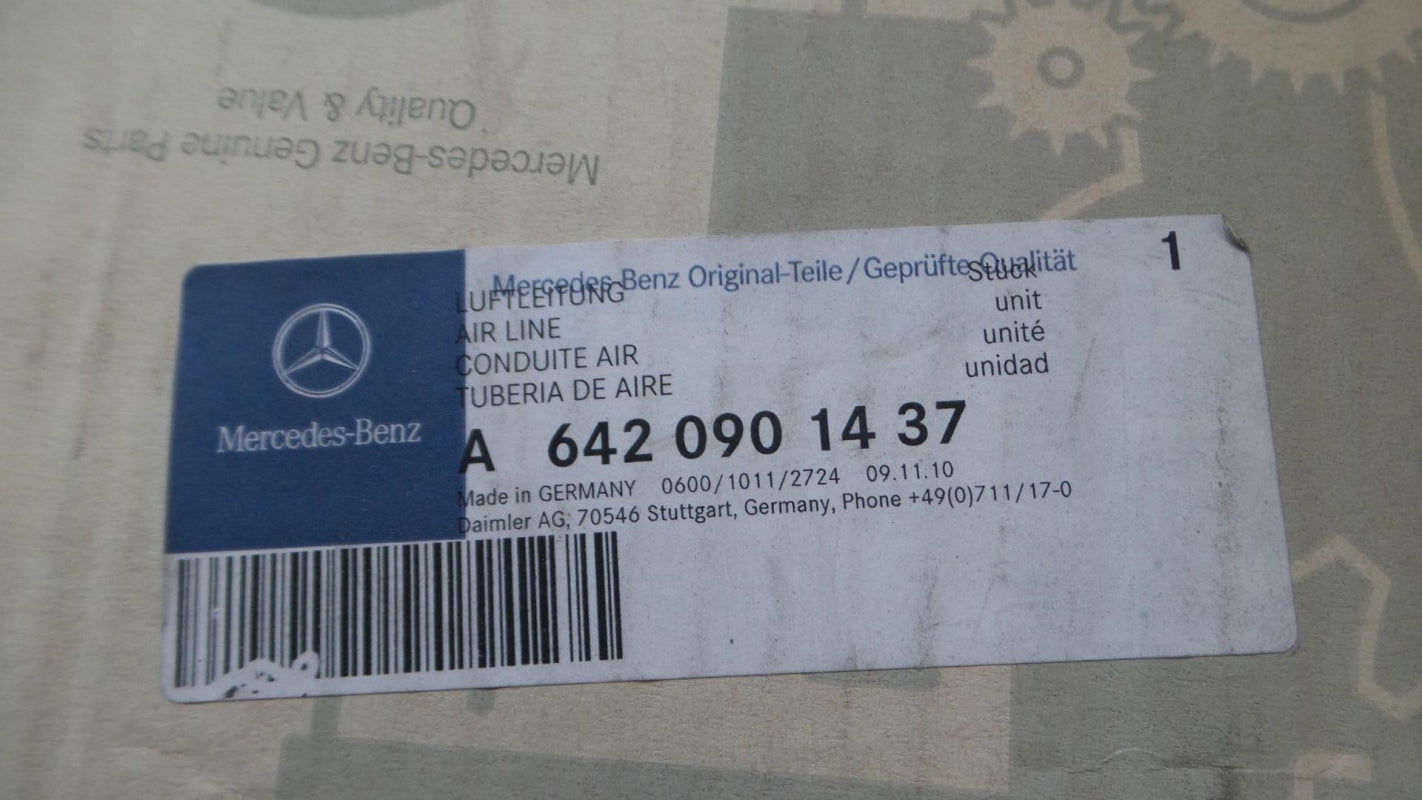 Mercedes-Benz Genuine Parts
Quality & Value
Mercedes-Benz Original-Teile/Geprüfte Qualität
1
LUFTLEITUNG
Stück
AIR LINE
unit
CONDUITE AIR
unité
TUBERIA DE AIRE
unidad
Mercedes-Benz
A 642 090 14 37
Made in GERMANY 0600/1011/2724 09.11.10
Daimler AG, 70546 Stuttgart, Germany, Phone +49(0)711/17-0